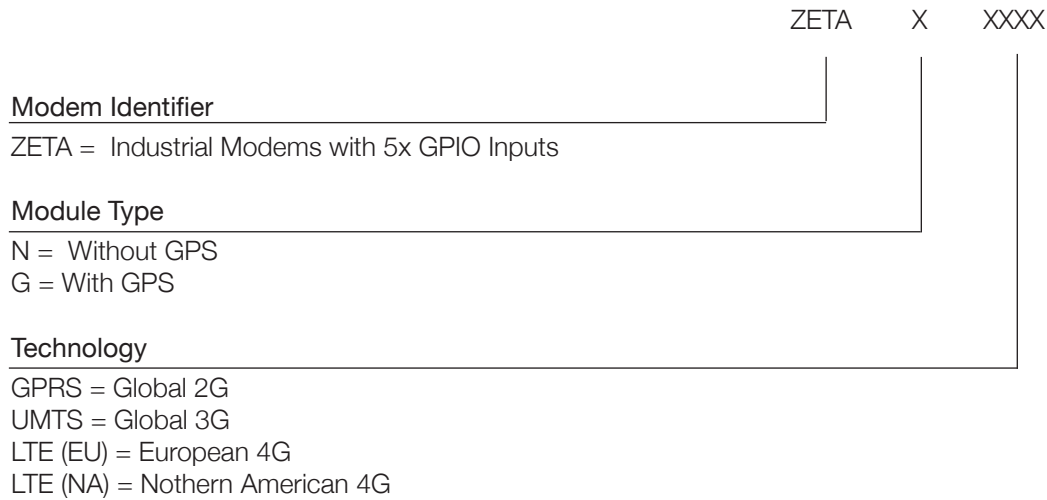 ZETA X XXXX
Modem Identifier
ZETA = Industrial Modems with 5x GPIO Inputs
Module Type
N = Without GPS
G = With GPS
Technology
GPRS = Global 2G
UMTS = Global 3G
LTE (EU) = European 4G
LTE (NA) = Nothern American 4G